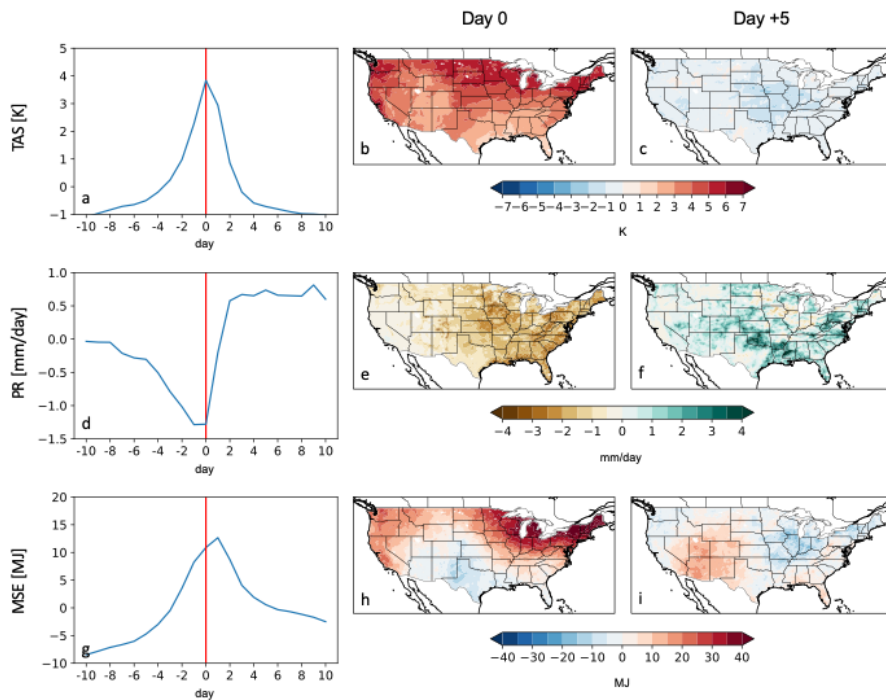 Day 0 Day +5
TAS [K]
5
4
3
2
1
0
−1
a
-10 -8 -6 -4 -2 0 2 4 6 8 10
day
b
c
−7−6−5−4−3−2−1 0 1 2 3 4 5 6 7
K
PR [mm/day]
1.0
0.5
0.0
−0.5
−1.0
−1.5
d
-10 -8 -6 -4 -2 0 2 4 6 8 10
day
e
f
−4 −3 −2 −1 1 2 3 4
mm/day
MSE [MJ]
20
15
10
5
0
−5
−10
g
-10 -8 -6 -4 -2 0 2 4 6 8 10
day
h
i
−40 −30 −20 −10 0 10 20 30 40
MJ